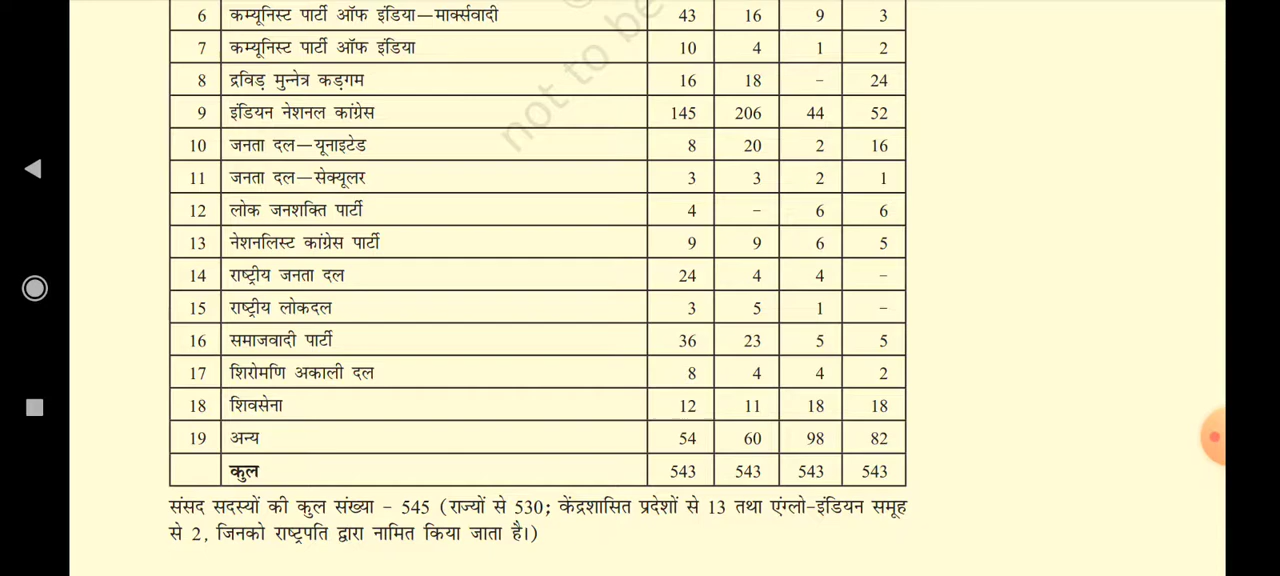 not to be
6 कम्यूनिस्ट पार्टी ऑफ इंडिया—मार्क्सवादी 43 16 9 3
7 कम्यूनिस्ट पार्टी ऑफ इंडिया 10 4 1 2
8 द्रविड़ मुन्नेत्र कड़गम 16 18 – 24
9 इंडियन नेशनल कांग्रेस 145 206 44 52
10 जनता दल—यूनाइटेड 8 20 2 16
11 जनता दल—सेक्यूलर 3 3 2 1
12 लोक जनशक्ति पार्टी 4 – 6 6
13 नेशनलिस्ट कांग्रेस पार्टी 9 9 6 5
14 राष्ट्रीय जनता दल 24 4 4 –
15 राष्ट्रीय लोकदल 3 5 1 –
16 समाजवादी पार्टी 36 23 5 5
17 शिरोमणि अकाली दल 8 4 4 2
18 शिवसेना 12 11 18 18
19 अन्य 54 60 98 82
कुल 543 543 543 543
संसद सदस्यों की कुल संख्या - 545 (राज्यों से 530; केंद्रशासित प्रदेशों से 13 तथा एंग्लो-इंडियन समूह
से 2, जिनको राष्ट्रपति द्वारा नामित किया जाता है।)